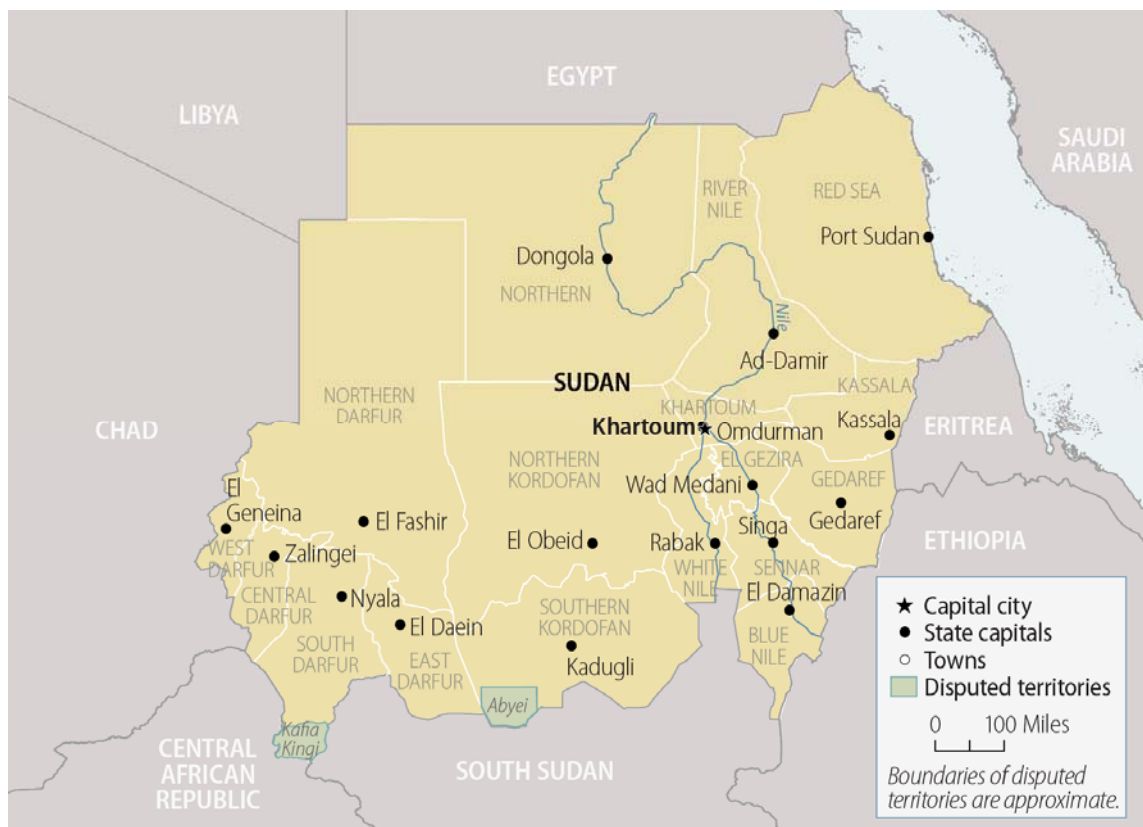 EGYPT
LIBYA
SAUDI
ARABIA
RED SEA
RIVER
NILE
Port Sudan
Dongola
NORTHERN
Nile
Ad-Damir
SUDAN
NORTHERN
DARFUR
KASSALA
KHARTOUM
CHAD
Khartoum
Omdurman
Kassala
ERITREA
NORTHERN
KORDOFAN
EL GEZIRA
Wad Medani
GEDAREF
Gedaref
El
Geneina
El Fashir
El Obeid
Rabak
Singa
ETHIOPIA
WEST
DARFUR
Zalingei
WHITE
NILE
SENNAR
El Damazin
CENTRAL
DARFUR
Nyala
SOUTHERN
KORDOFAN
El Daein
SOUTH
DARFUR
EAST
DARFUR
Kadugli
BLUE
NILE
Abyei
Kafia
Kingi
CENTRAL
AFRICAN
REPUBLIC
SOUTH SUDAN
Capital city
State capitals
Towns
Disputed territories
0 100 Miles
Boundaries of disputed
territories are approximate.